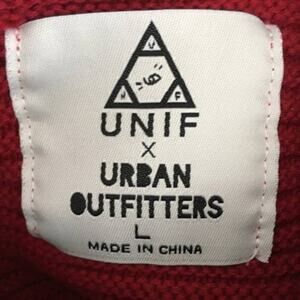 UNIF
X
URBAN
OUTFITTERS
L
MADE IN CHINA